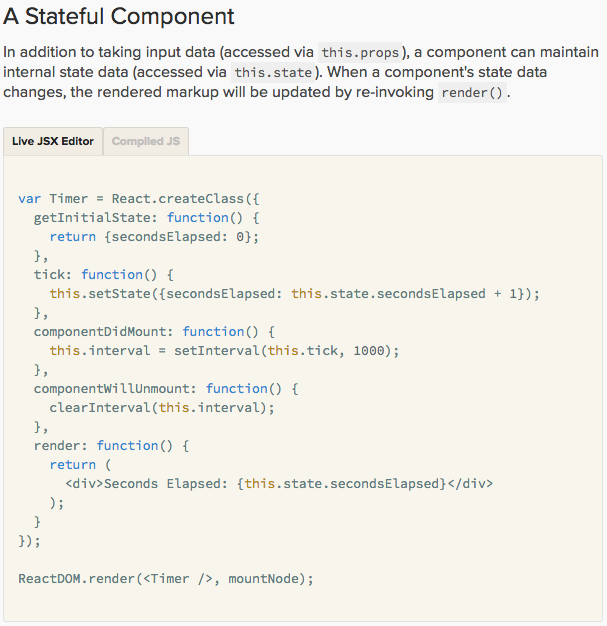 A Stateful Component
In addition to taking input data (accessed via this.props), a component can maintain
internal state data (accessed via this.state). When a component's state data
changes, the rendered markup will be updated by re-invoking render().
Live JSX Editor
Compiled JS
var Timer = React.createClass({
  getInitialState: function() {
    return {secondsElapsed: 0};
  },
  tick: function() {
    this.setState({secondsElapsed: this.state.secondsElapsed + 1});
  },
  componentDidMount: function() {
    this.interval = setInterval(this.tick, 1000);
  },
  componentWillUnmount: function() {
    clearInterval(this.interval);
  },
  render: function() {
    return (
      <div>Seconds Elapsed: {this.state.secondsElapsed}</div>
    );
  }
});
ReactDOM.render(<Timer />, mountNode);